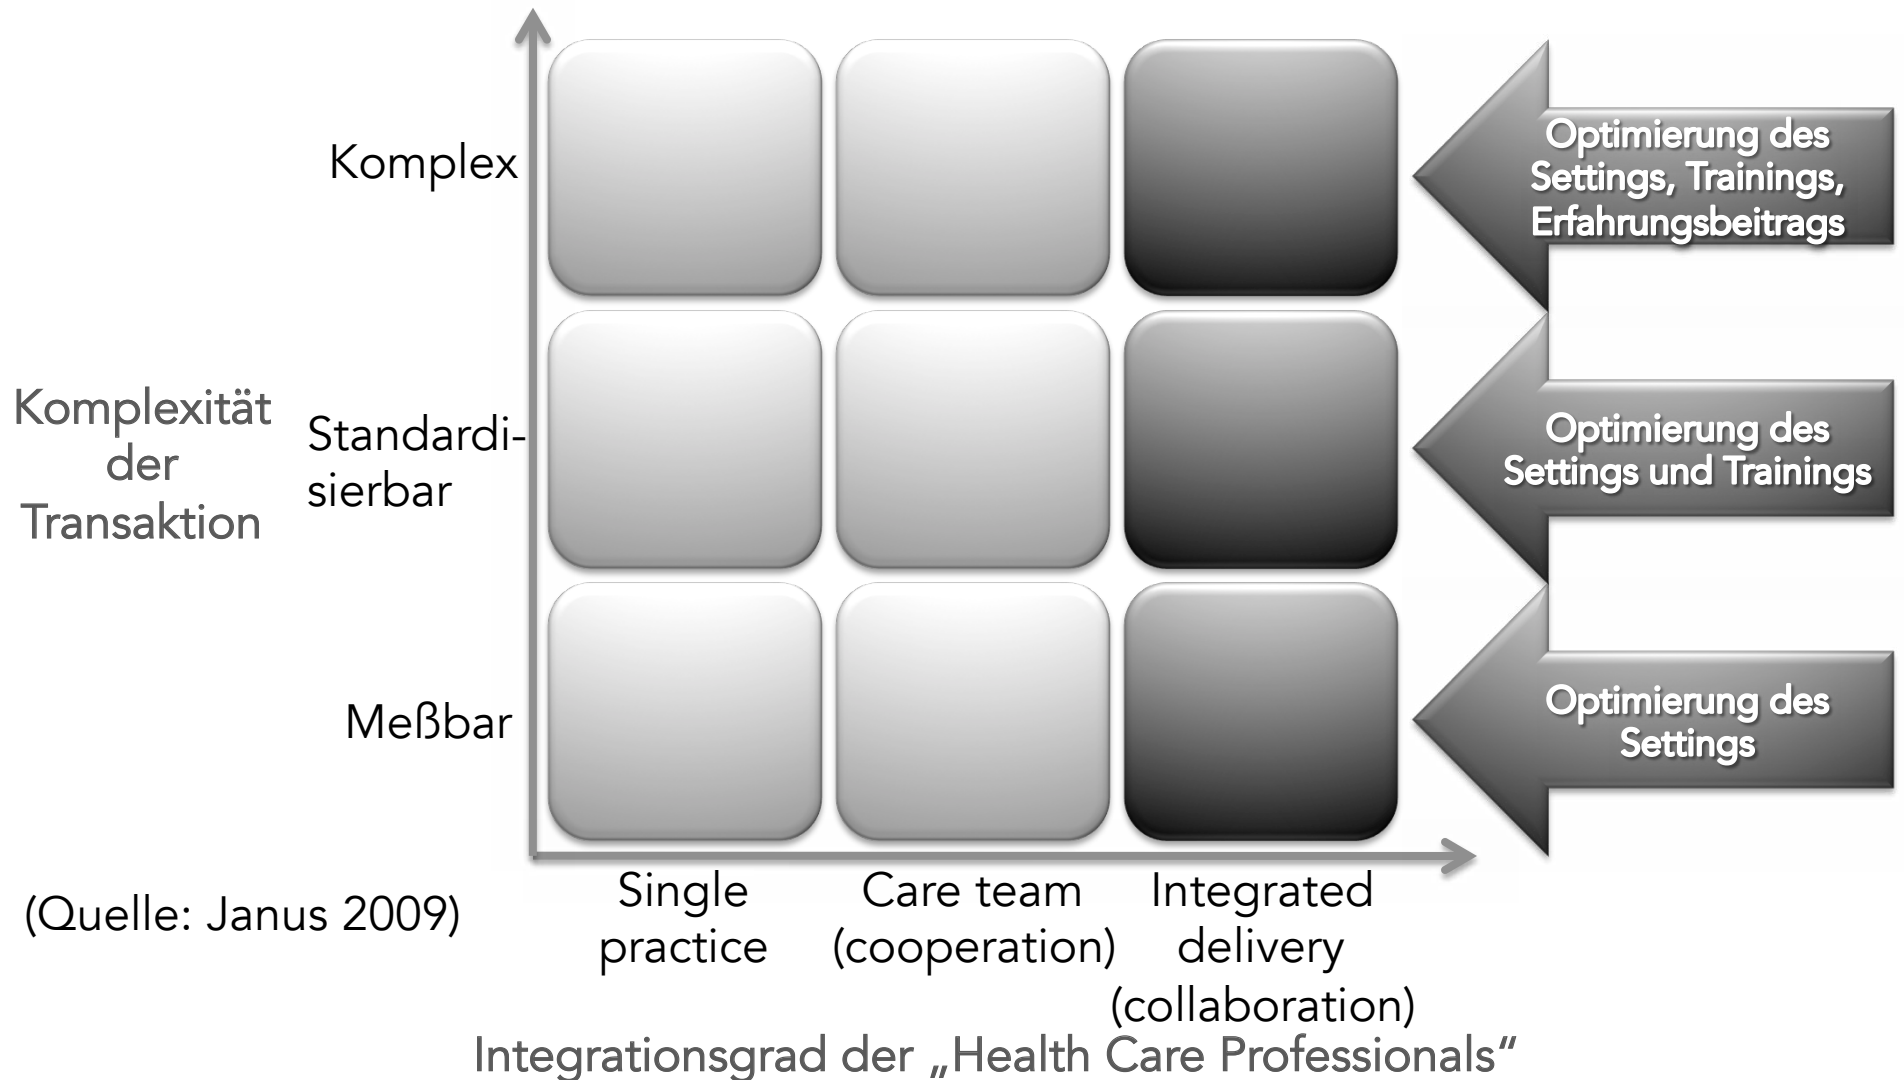 Komplex
Optimierung des
Settings, Trainings,
Erfahrungsbeitrags
Komplexität
der
Transaktion
Standardi-
sierbar
Optimierung des
Settings und Trainings
Meßbar
Optimierung des
Settings
(Quelle: Janus 2009)
Single
practice
Care team
(cooperation)
Integrated
delivery
(collaboration)
Integrationsgrad der „Health Care Professionals“